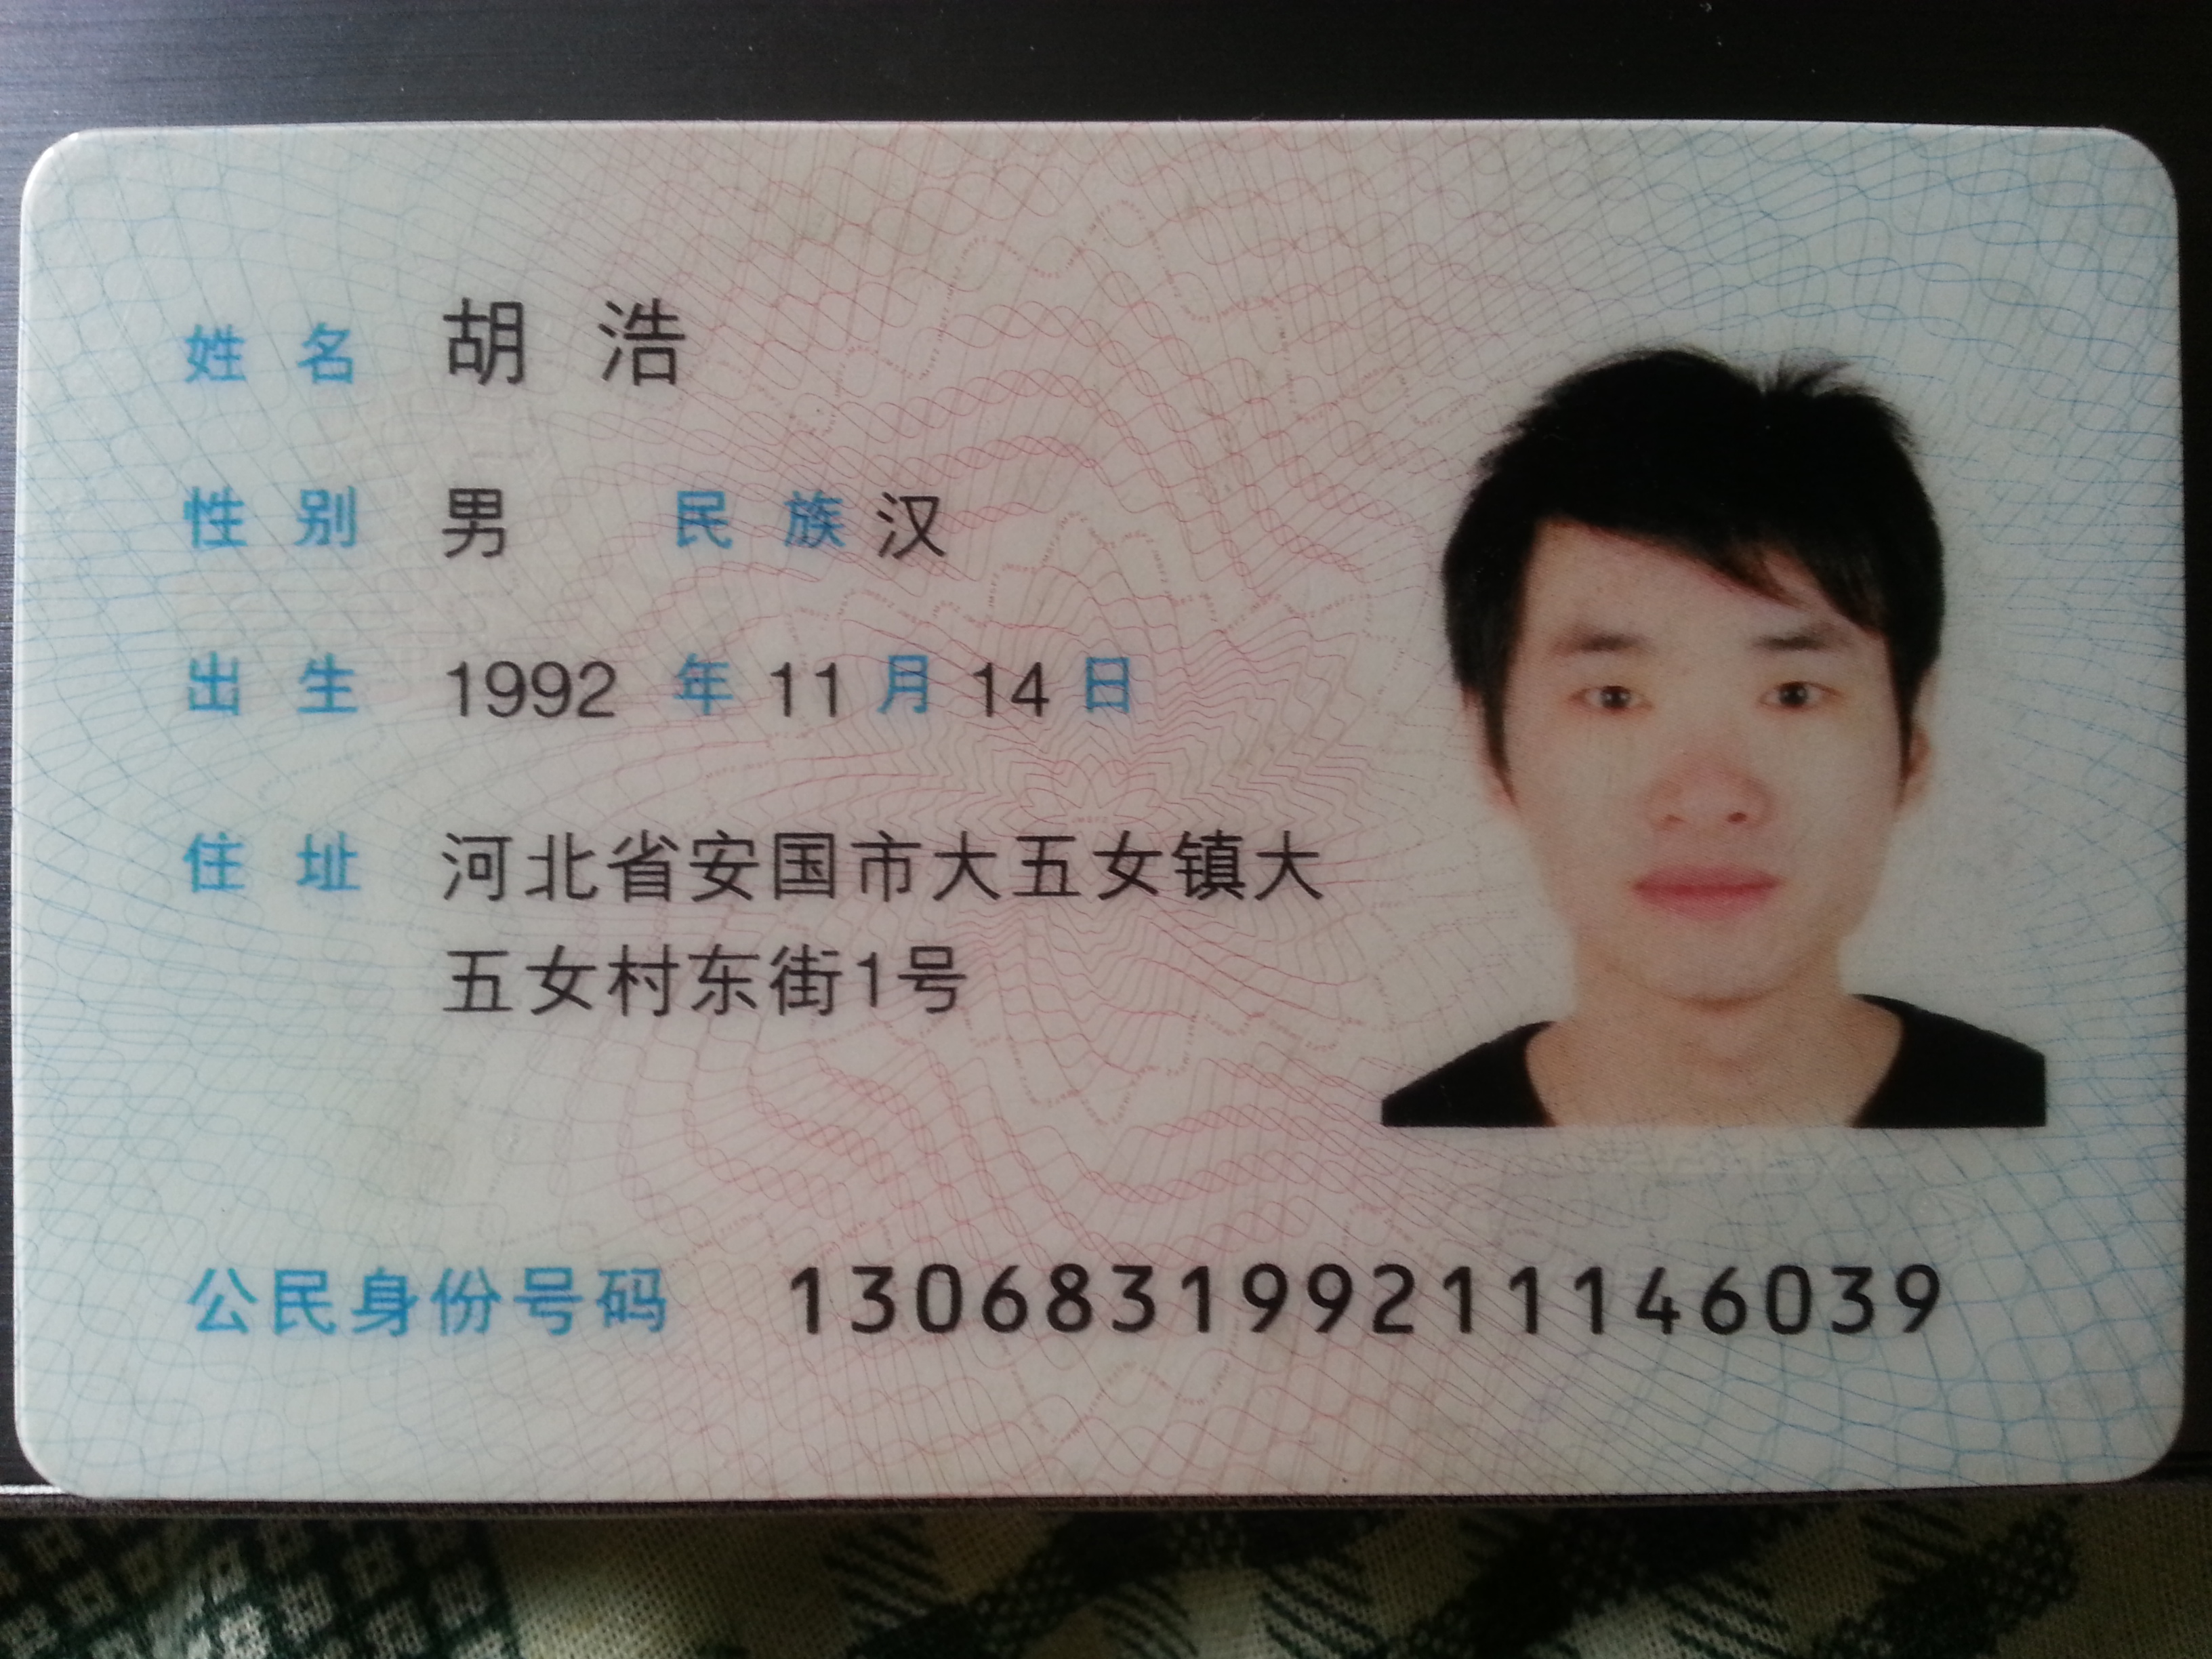 姓名 胡浩
性别 男 民族 汉
出生 1992 年 11 月 14 日
住址 河北省安国市大五女镇大
五女村东街1号
公民身份号码 130683199211146039